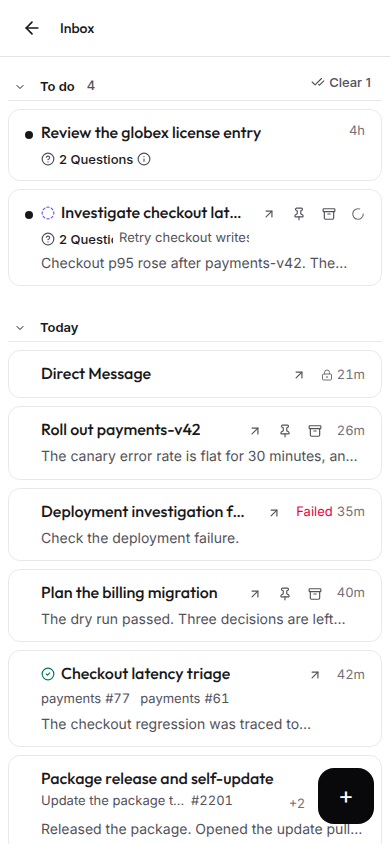 Inbox
To do 4 Clear 1
Review the globex license entry 4h
2 Questions
Investigate checkout lat...
2 Questi Retry checkout writes
Checkout p95 rose after payments-v42. The...
Today
Direct Message 21m
Roll out payments-v42 26m
The canary error rate is flat for 30 minutes, an...
Deployment investigation f... Failed 35m
Check the deployment failure.
Plan the billing migration 40m
The dry run passed. Three decisions are left...
Checkout latency triage 42m
payments #77 payments #61
The checkout regression was traced to...
Package release and self-update
Update the package t... #2201 +2
Released the package. Opened the update pull...